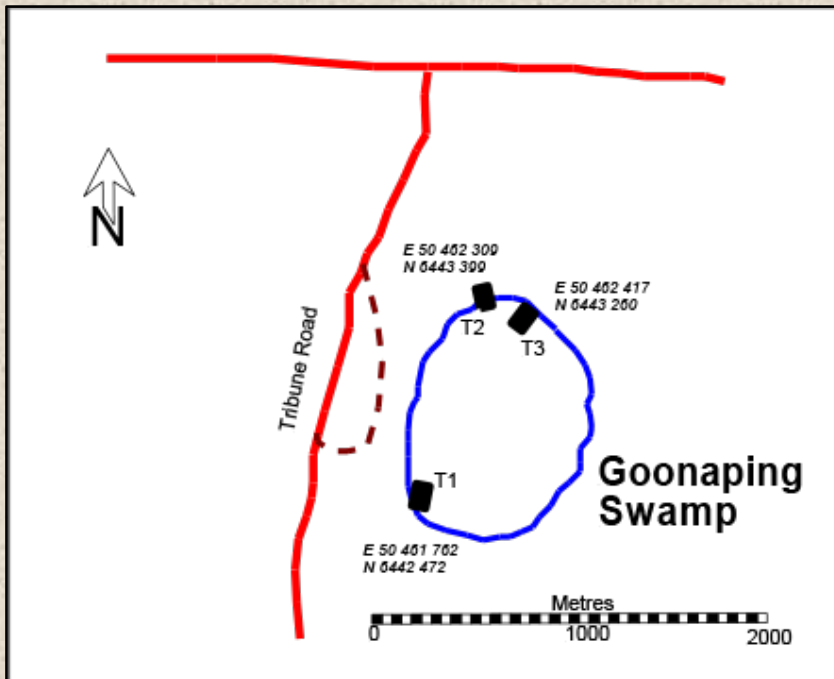 N
E 50 462 309
N 6443 399
E 50 462 417
N 6443 260
T2
T3
Tribune Road
T1
Goonaping
Swamp
E 50 461 762
N 6442 472
Metres
0
1000
2000